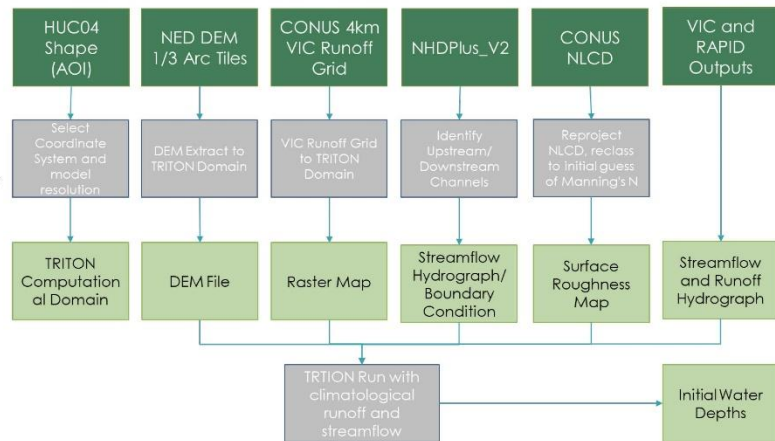 HUC04
Shape
(AOI)
NED DEM
1/3 Arc Tiles
CONUS 4km
VIC Runoff
Grid
NHDPlus_V2
CONUS
NLCD
VIC and
RAPID
Outputs
Select
Coordinate
System and
model
resolution
DEM Extract to
TRITON Domain
VIC Runoff Grid
to TRITON
Domain
Identify
Upstream/
Downstream
Channels
Reproject
NLCD, reclass
to initial guess
of Manning's N
TRITON
Computation
al Domain
DEM File
Raster Map
Streamflow
Hydrograph/
Boundary
Condition
Surface
Roughness
Map
Streamflow
and Runoff
Hydrograph
TRTION Run with
climatological
runoff and
streamflow
Initial Water
Depths